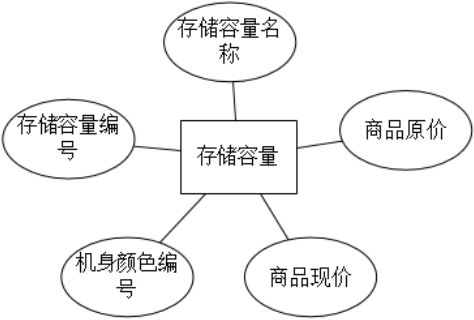 存储容量名
称
存储容量编
号
商品原价
存储容量
机身颜色编
号
商品现价